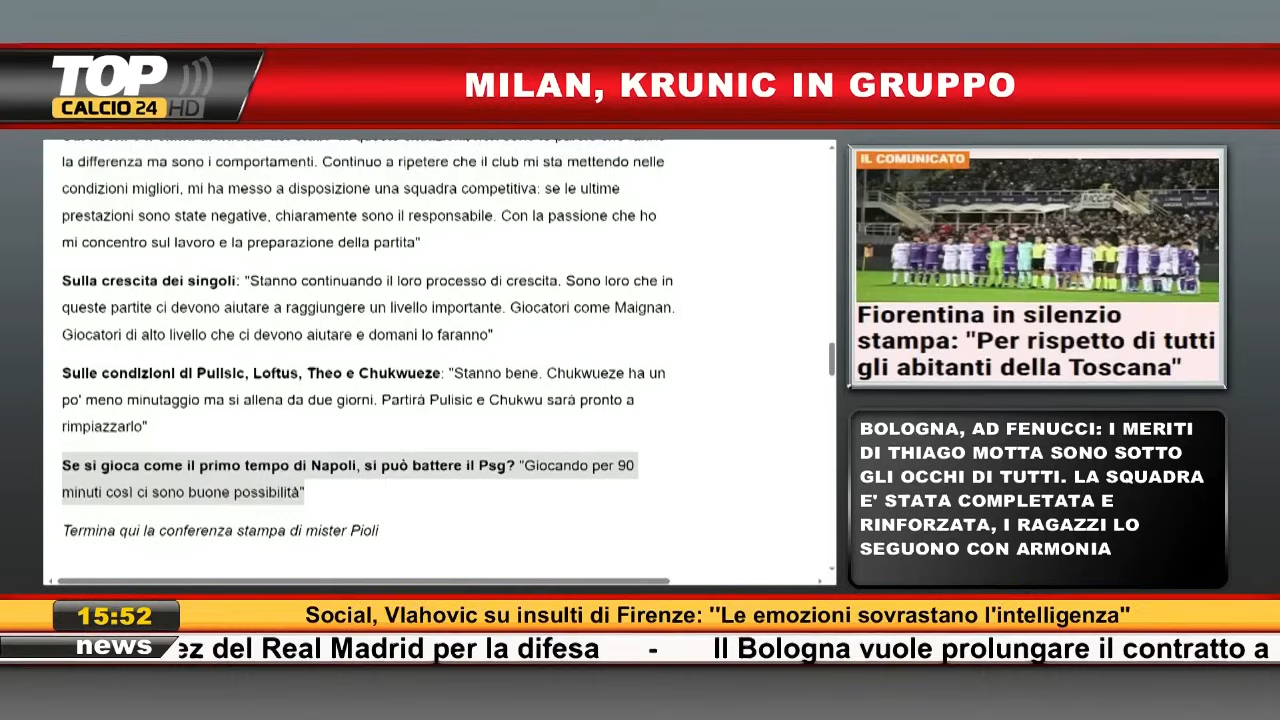 TOP
CALCIO 24 HD
MILAN, KRUNIC IN GRUPPO
la differenza ma sono i comportamenti. Continuo a ripetere che il club mi sta mettendo nelle
condizioni migliori, mi ha messo a disposizione una squadra competitiva: se le ultime
prestazioni sono state negative, chiaramente sono il responsabile. Con la passione che ho
mi concentro sul lavoro e la preparazione della partita"
Sulla crescita dei singoli: "Stanno continuando il loro processo di crescita. Sono loro che in
queste partite ci devono aiutare a raggiungere un livello importante. Giocatori come Maignan.
Giocatori di alto livello che ci devono aiutare e domani lo faranno"
Sulle condizioni di Pulisic, Loftus, Theo e Chukwueze: "Stanno bene. Chukwueze ha un
po' meno minutaggio ma si allena da due giorni. Partirà Pulisic e Chukwu sarà pronto a
rimpiazzarlo"
Se si gioca come il primo tempo di Napoli, si può battere il Psg? "Giocando per 90
minuti così ci sono buone possibilità"
Termina qui la conferenza stampa di mister Pioli
IL COMUNICATO
Fiorentina in silenzio
stampa: "Per rispetto di tutti
gli abitanti della Toscana"
BOLOGNA, AD FENUCCI: I MERITI
DI THIAGO MOTTA SONO SOTTO
GLI OCCHI DI TUTTI. LA SQUADRA
E' STATA COMPLETATA E
RINFORZATA, I RAGAZZI LO
SEGUONO CON ARMONIA
15:52
Social, Vlahovic su insulti di Firenze: "Le emozioni sovrastano l'intelligenza"
news
ez del Real Madrid per la difesa - Il Bologna vuole prolungare il contratto a